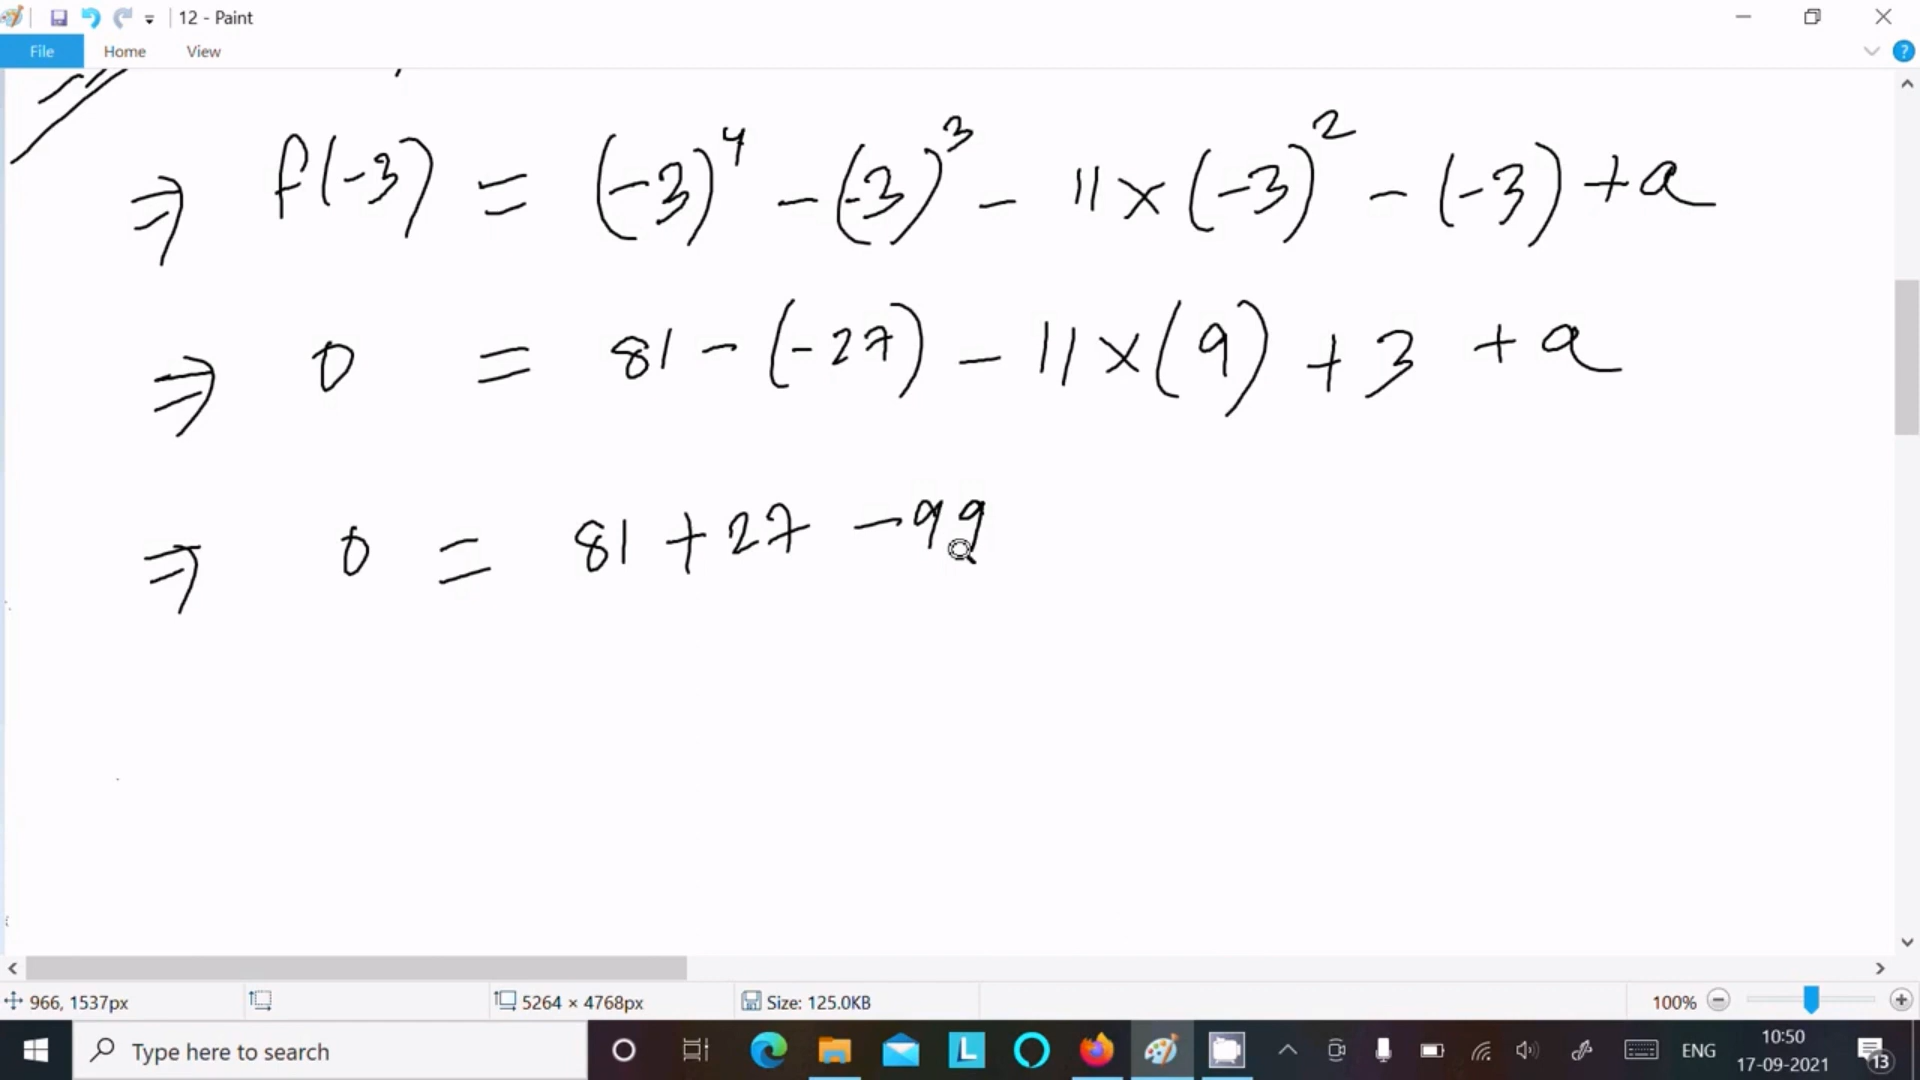 12 - Paint
File Home View
⇒ f(-3) = (-3)⁴ - (-3)³ - 11×(-3)² - (-3) + a
⇒ 0 = 81 - (-27) - 11×(9) + 3 + a
⇒ 0 = 81 + 27 - 99
966, 1537px 5264 × 4768px Size: 125.0KB 100%
Type here to search L ENG 10:50 13
17-09-2021